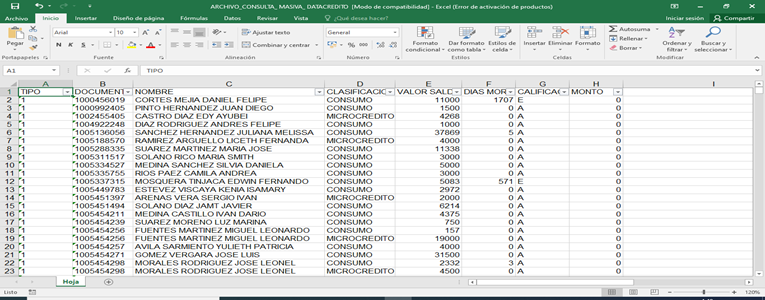 ARCHIVO_CONSULTA_ MASIVA_ DATACREDITO [Modo de compatibilidad] - Excel (Error de activación de productos)
Archivo Inicio Insertar Diseño de página Fórmulas Datos Revisar Vista ¿Qué desea hacer? Iniciar sesión Compartir
Pegar Arial 10 Ajustar texto General Formato condicional Dar formato como tabla Estilos de celda Insertar Eliminar Formato Autosuma Ordenar y filtrar Buscar y seleccionar
N K S Combinar y centrar $ % 000 Rellenar Borrar
Portapapeles Fuente Alineación Número Estilos Celdas Modificar
A1 fx TIPO
A B C D E F G H I
1 TIPO DOCUMENT NOMBRE CLASIFICACIO VALOR SALD DIAS MOR CALIFICA MONTO
2 1 1000456019 CORTES MEJIA DANIEL FELIPE CONSUMO 11000 1707 E 0
3 1 1000992405 PINTO HERNANDEZ JUAN DIEGO CONSUMO 1500 0 A 0
4 1 1002455405 CASTRO DIAZ EDY AYUBEI MICROCREDITO 4268 0 A 0
5 1 1004922248 DIAZ RODRIGUEZ ANDRES FELIPE CONSUMO 1000 0 A 0
6 1 1005136056 SANCHEZ HERNANDEZ JULIANA MELISSA CONSUMO 37869 5 A 0
7 1 1005188570 RAMIREZ ARGUELLO LICETH FERNANDA MICROCREDITO 4000 0 A 0
8 1 1005288335 SUAREZ MARTINEZ MARIA JOSE CONSUMO 11338 0 A 0
9 1 1005311517 SOLANO RICO MARIA SMITH CONSUMO 3000 0 A 0
10 1 1005334527 MEDINA SANCHEZ SILVIA DANIELA CONSUMO 5000 0 A 0
11 1 1005335755 RIOS PAEZ CAMILA ANDREA CONSUMO 3000 0 A 0
12 1 1005337315 MOSQUERA TINJACA EDWIN FERNANDO CONSUMO 5083 571 E 0
13 1 1005449783 ESTEVEZ VISCAYA KENIA ISAMARY CONSUMO 2972 0 A 0
14 1 1005451397 ARENAS VERA SERGIO IVAN MICROCREDITO 2000 0 A 0
15 1 1005451494 SOLANO DIAZ JAMT JAVIER CONSUMO 6214 0 A 0
16 1 1005454211 MEDINA CASTILLO IVAN DARIO CONSUMO 4375 0 A 0
17 1 1005454239 SUAREZ MORENO LUZ MARINA CONSUMO 750 0 A 0
18 1 1005454256 FUENTES MARTINEZ MIGUEL LEONARDO CONSUMO 157 0 A 0
19 1 1005454256 FUENTES MARTINEZ MIGUEL LEONARDO MICROCREDITO 19000 0 A 0
20 1 1005454257 AVILA SARMIENTO YULIETH PATRICIA CONSUMO 4000 0 A 0
21 1 1005454271 GOMEZ VERGARA JOSE LUIS CONSUMO 31500 0 A 0
22 1 1005454298 MORALES RODRIGUEZ JOSE LEONEL CONSUMO 2332 3 A 0
23 1 1005454298 MORALES RODRIGUEZ JOSE LEONEL MICROCREDITO 4500 0 A 0
Hoja
Listo 120%